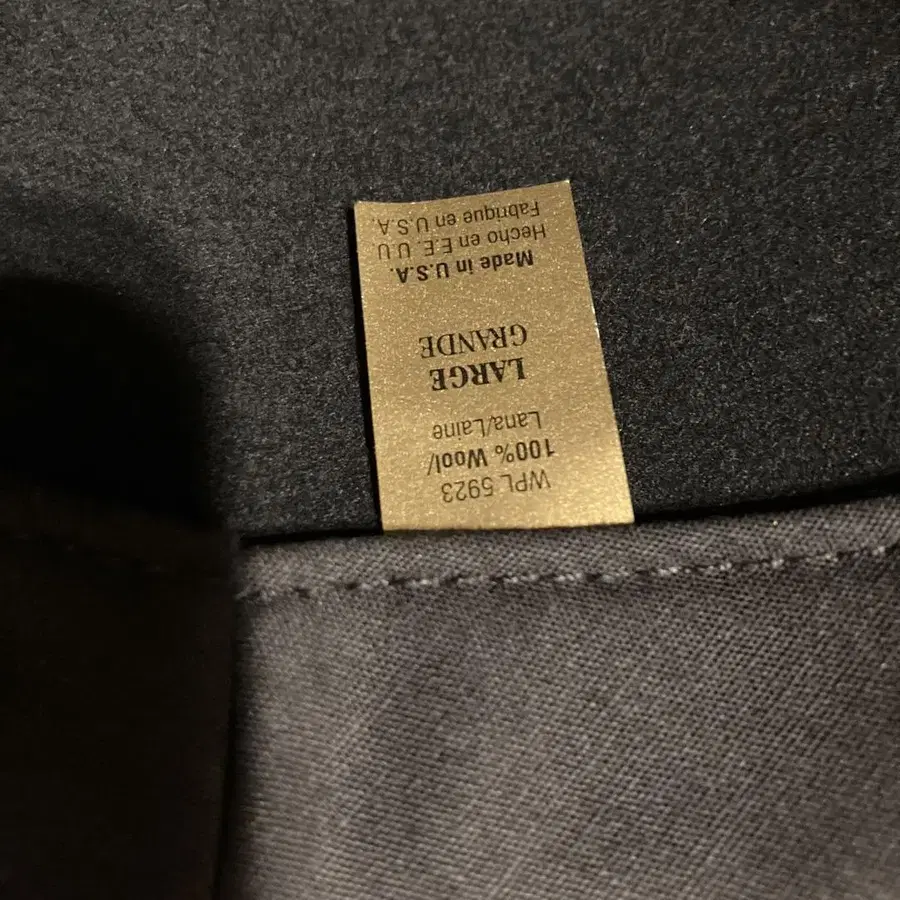 WPL 5923
100% Wool/
Lana/Laine
LARGE
GRANDE
Made in U.S.A.
Hecho en E.E. U.U
Fabrique en U.S.A.